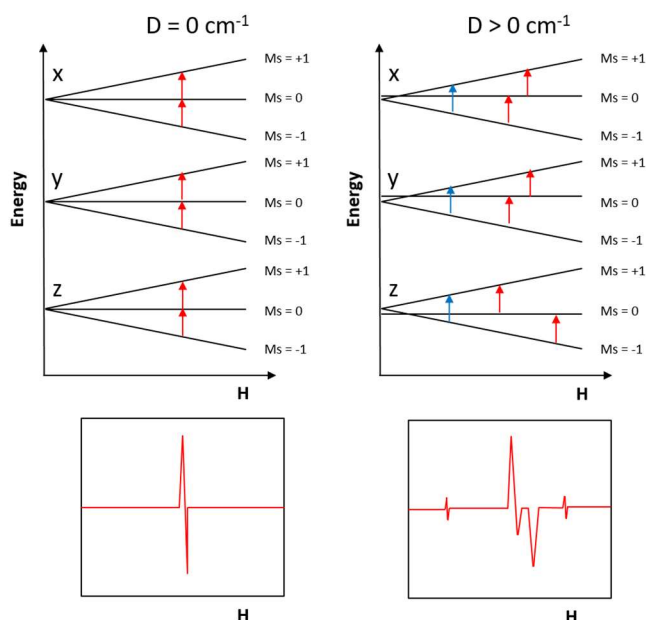 D = 0 cm⁻¹
D > 0 cm⁻¹
Energy
x
Ms = +1
Ms = 0
Ms = -1
y
Ms = +1
Ms = 0
Ms = -1
z
Ms = +1
Ms = 0
Ms = -1
H
Energy
x
Ms = +1
Ms = 0
Ms = -1
y
Ms = +1
Ms = 0
Ms = -1
z
Ms = +1
Ms = 0
Ms = -1
H
H
H